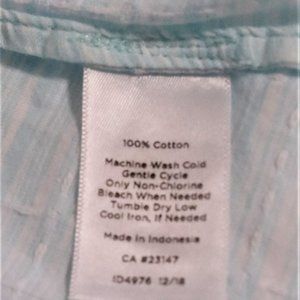 100% Cotton
Machine Wash Cold
Gentle Cycle
Only Non-Chlorine
Bleach When Needed
Tumble Dry Low
Cool Iron, If Needed
Made In Indonesia
CA #23147
ID4976 12/18